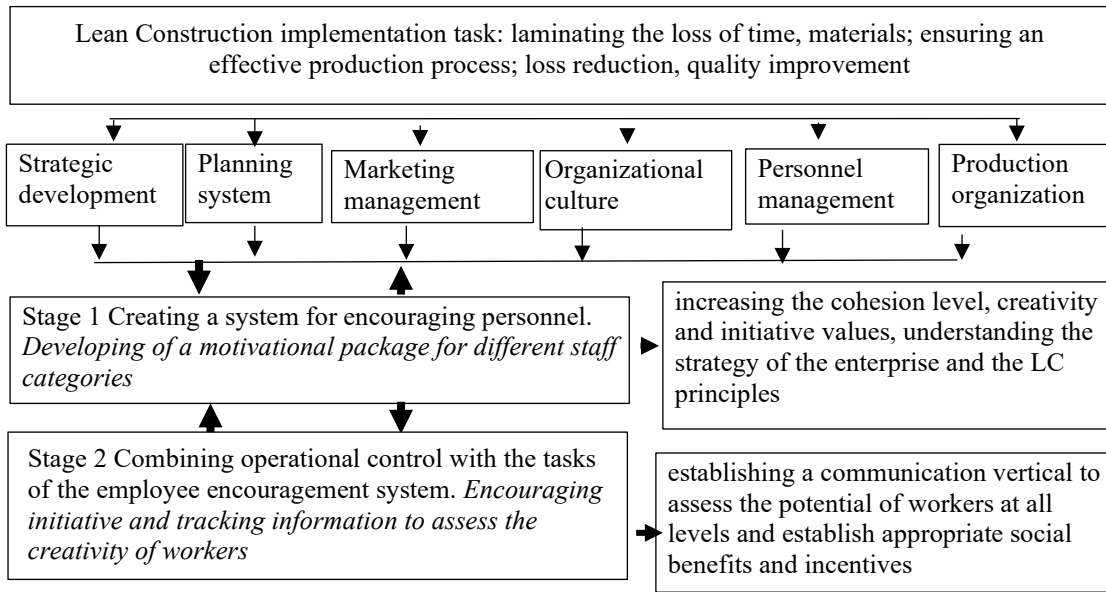 Lean Construction implementation task: laminating the loss of time, materials; ensuring an
effective production process; loss reduction, quality improvement
Strategic
development
Planning
system
Marketing
management
Organizational
culture
Personnel
management
Production
organization
Stage 1 Creating a system for encouraging personnel.
Developing of a motivational package for different staff
categories
increasing the cohesion level, creativity
and initiative values, understanding the
strategy of the enterprise and the LC
principles
Stage 2 Combining operational control with the tasks
of the employee encouragement system. Encouraging
initiative and tracking information to assess the
creativity of workers
establishing a communication vertical to
assess the potential of workers at all
levels and establish appropriate social
benefits and incentives